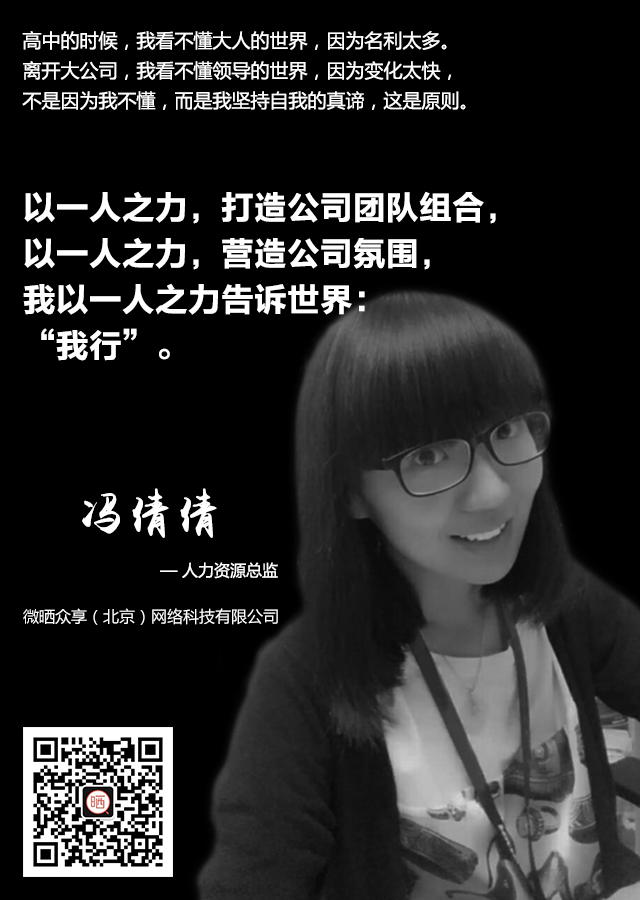 高中的时候，我看不懂大人的世界，因为名利太多。
离开大公司，我看不懂领导的世界，因为变化太快，
不是因为我不懂，而是我坚持自我的真谛，这是原则。
以一人之力，打造公司团队组合，
以一人之力，营造公司氛围，
我以一人之力告诉世界：
“我行”。
冯倩倩
— 人力资源总监
微晒众享（北京）网络科技有限公司
晒